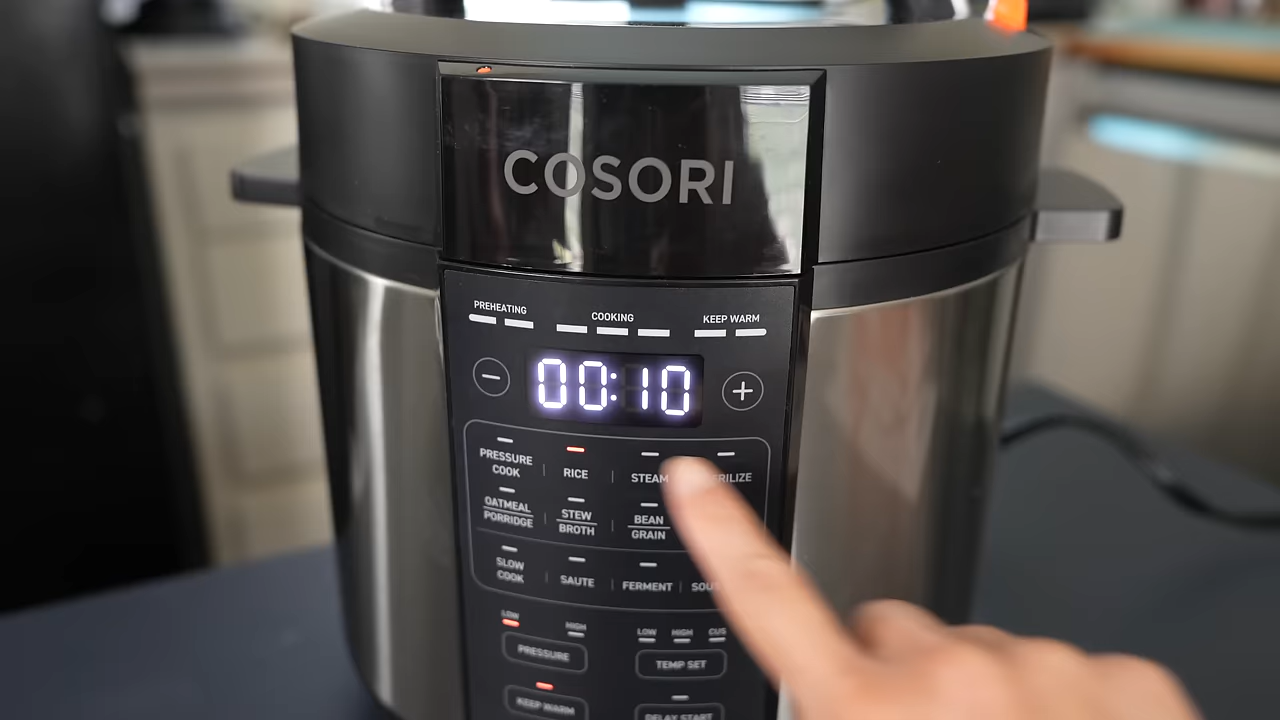 COSORI
PREHEATING COOKING KEEP WARM
00:10
PRESSURE COOK RICE STEAM
OATMEAL PORRIDGE STEW BROTH BEAN GRAIN
SLOW COOK SAUTE FERMENT
LOW HIGH LOW HIGH CUS
PRESSURE TEMP SET
KEEP WARM DELAY START